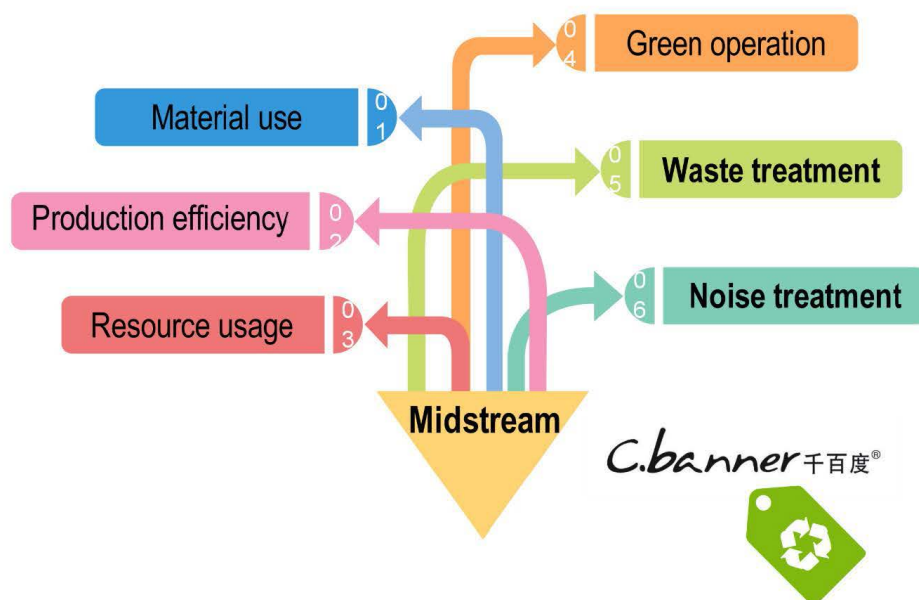 04
Green operation
Material use
01
05
Waste treatment
Production efficiency
02
06
Noise treatment
Resource usage
03
Midstream
C.banner千百度®